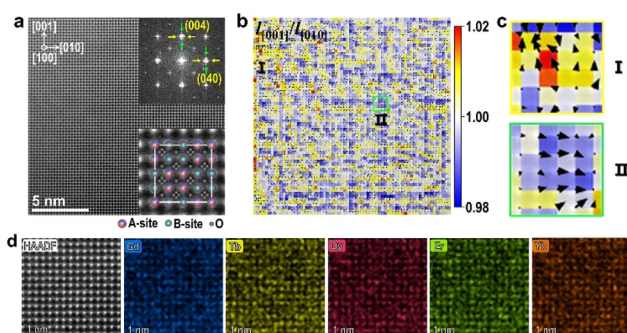 a
[001]
[010]
[100]
(004)
(040)
5 nm
A-site B-site O
b
l[001]/l[010]
I
II
1.02
1.00
0.98
c
I
II
d
HAADF
Gd
Tb
Er
Yb
1 nm
1 nm
1 nm
1 nm
1 nm
1 nm